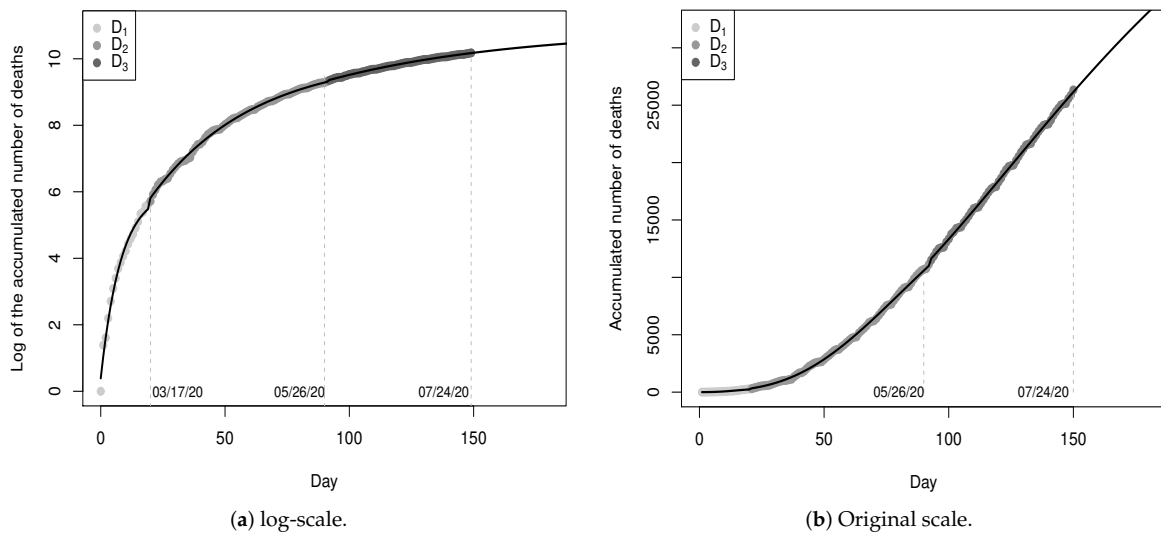 D1
D2
D3
Log of the accumulated number of deaths
10
8
6
4
2
0
03/17/20
05/26/20
07/24/20
0 50 100 150
Day
(a) log-scale.
D1
D2
D3
Accumulated number of deaths
25000
15000
5000
0
05/26/20
07/24/20
0 50 100 150
Day
(b) Original scale.